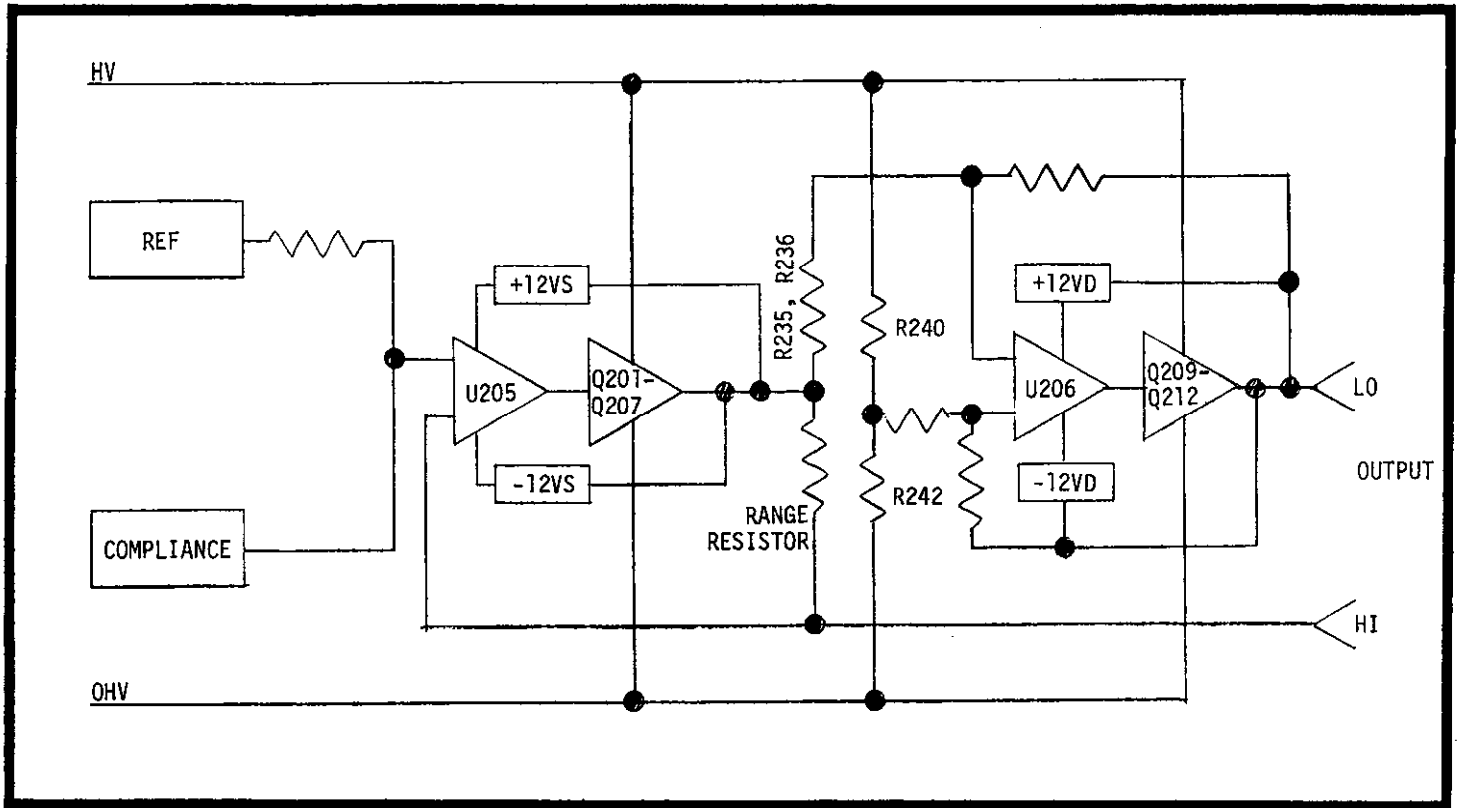 HV
REF
+12VS
R235, R236
R240
+12VD
U205
Q201-
Q207
U206
Q209-
Q212
LO
OUTPUT
-12VS
R242
-12VD
RANGE
RESISTOR
COMPLIANCE
HI
OHV